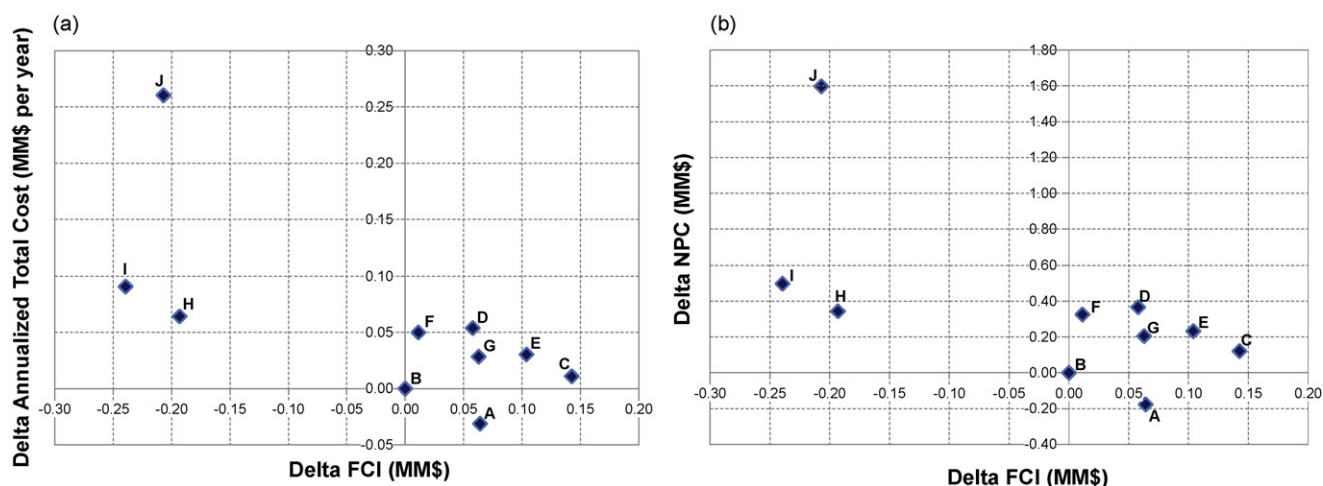 (a)
Delta Annualized Total Cost (MM$ per year)
0.30
0.25
0.20
0.15
0.10
0.05
0.00
-0.05
-0.30 -0.25 -0.20 -0.15 -0.10 -0.05 0.00 0.05 0.10 0.15 0.20
J
I
H
F
D
G
E
C
B
A
Delta FCI (MM$)
(b)
Delta NPC (MM$)
1.80
1.60
1.40
1.20
1.00
0.80
0.60
0.40
0.20
0.00
-0.20
-0.40
-0.30 -0.25 -0.20 -0.15 -0.10 -0.05 0.00 0.05 0.10 0.15 0.20
J
I
H
F
D
G
E
C
B
A
Delta FCI (MM$)